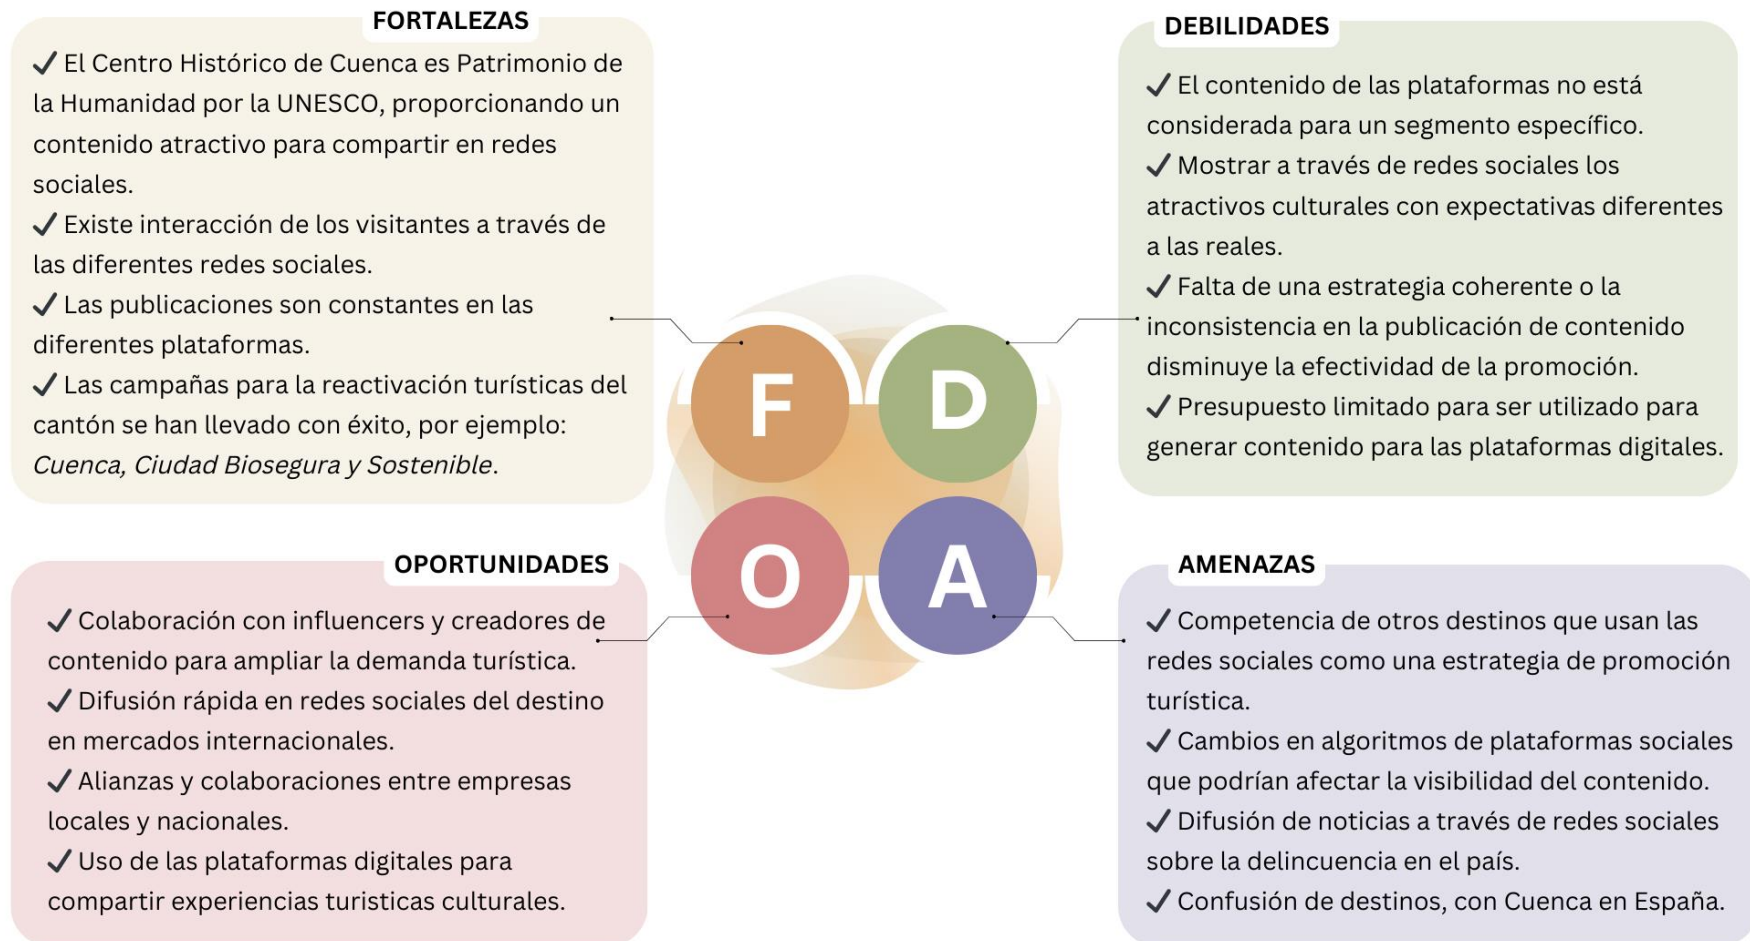 FORTALEZAS
✓ El Centro Histórico de Cuenca es Patrimonio de
la Humanidad por la UNESCO, proporcionando un
contenido atractivo para compartir en redes
sociales.
✓ Existe interacción de los visitantes a través de
las diferentes redes sociales.
✓ Las publicaciones son constantes en las
diferentes plataformas.
✓ Las campañas para la reactivación turísticas del
cantón se han llevado con éxito, por ejemplo:
Cuenca, Ciudad Biosegura y Sostenible.
DEBILIDADES
✓ El contenido de las plataformas no está
considerada para un segmento específico.
✓ Mostrar a través de redes sociales los
atractivos culturales con expectativas diferentes
a las reales.
✓ Falta de una estrategia coherente o la
inconsistencia en la publicación de contenido
disminuye la efectividad de la promoción.
✓ Presupuesto limitado para ser utilizado para
generar contenido para las plataformas digitales.
F
D
O
A
OPORTUNIDADES
✓ Colaboración con influencers y creadores de
contenido para ampliar la demanda turística.
✓ Difusión rápida en redes sociales del destino
en mercados internacionales.
✓ Alianzas y colaboraciones entre empresas
locales y nacionales.
✓ Uso de las plataformas digitales para
compartir experiencias turisticas culturales.
AMENAZAS
✓ Competencia de otros destinos que usan las
redes sociales como una estrategia de promoción
turística.
✓ Cambios en algoritmos de plataformas sociales
que podrían afectar la visibilidad del contenido.
✓ Difusión de noticias a través de redes sociales
sobre la delincuencia en el país.
✓ Confusión de destinos, con Cuenca en España.